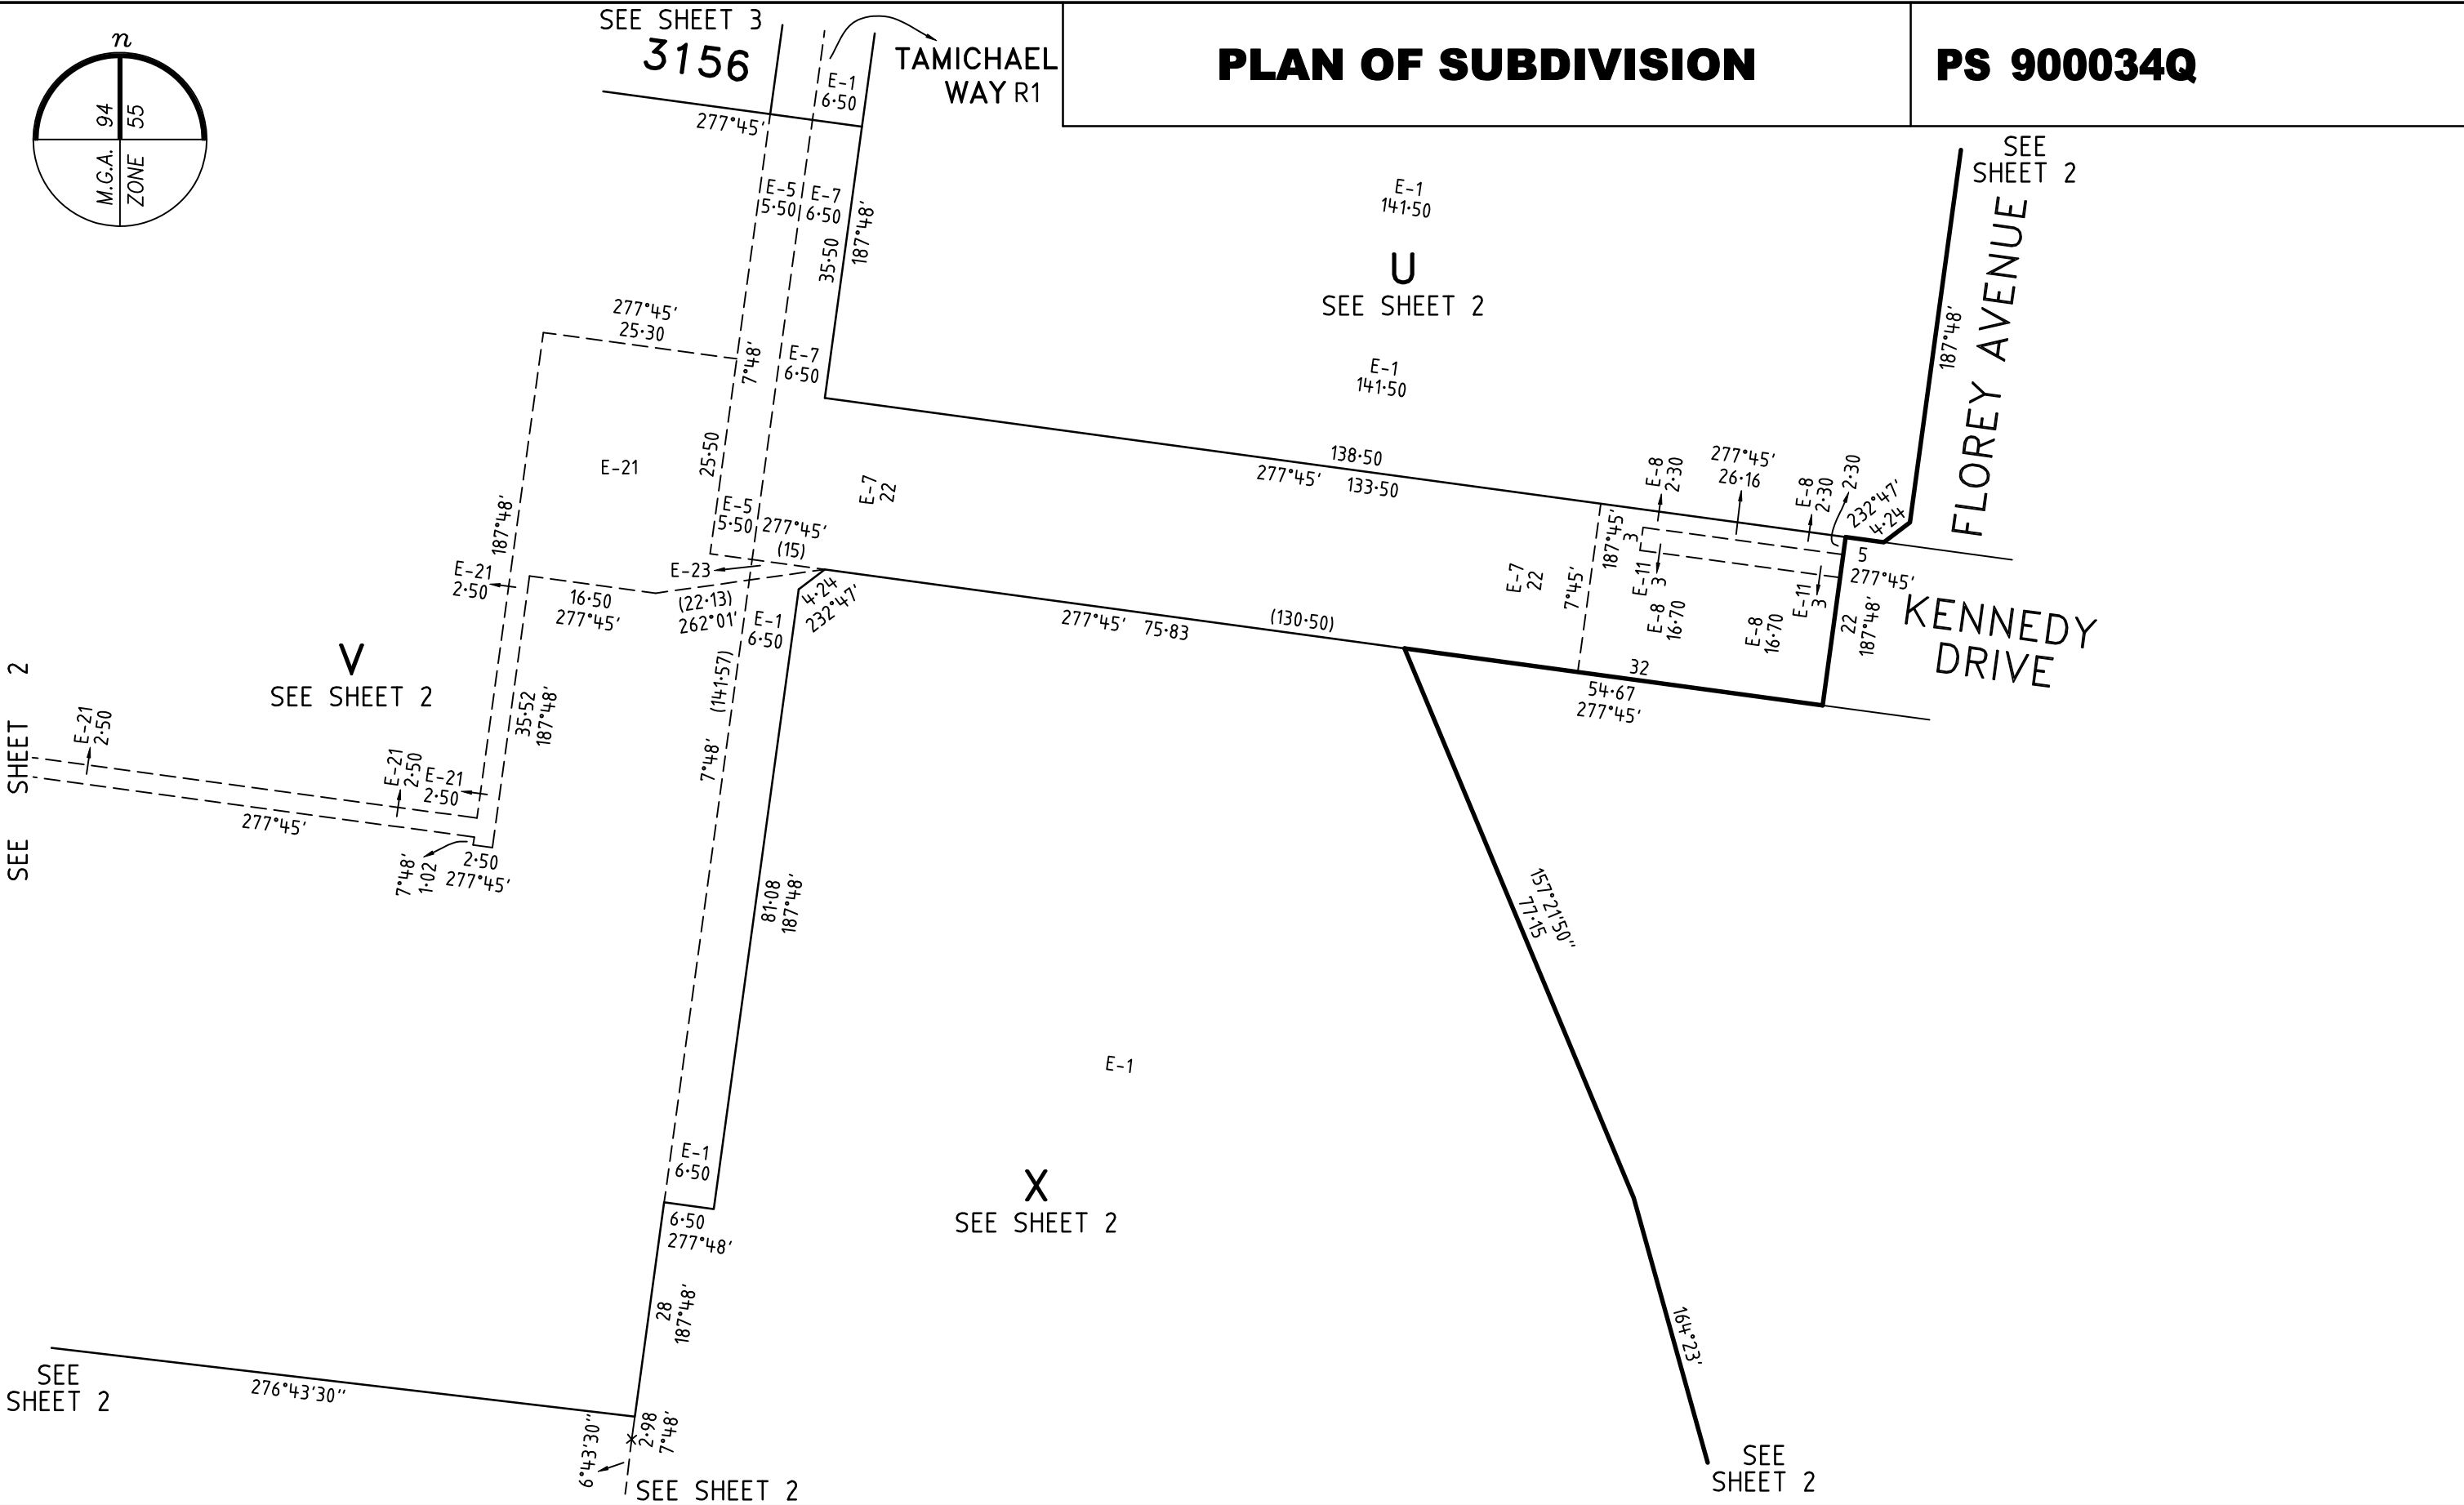 SEE SHEET 3
3156
TAMICHAEL
WAY R1
PLAN OF SUBDIVISION
PS 900034Q
n
94
55
M.G.A.
ZONE
E-1
6·50
277°45'
E-5
5·50
E-7
6·50
35·50
187°48'
E-1
141·50
U
SEE SHEET 2
E-1
141·50
SEE
SHEET 2
FLOREY AVENUE
187°48'
277°45'
25·30
7°48'
E-7
6·50
25·50
E-21
187°48'
E-5
5·50
277°45'
(15)
E-7
22
138·50
277°45' 133·50
E-8
2·30
277°45'
26·16
E-8
2·30
2·30
232°47'
4·24
5
277°45'
187°45'
3
E-11
3
E-8
16·70
E-8
16·70
E-11
3
22
187°48'
KENNEDY
DRIVE
E-7
22
7°45'
E-23
E-21
2·50
16·50
277°45'
(22·13)
262°01'
E-1
6·50
4·24
232°47'
277°45' 75·83
(130·50)
32
54·67
277°45'
V
SEE SHEET 2
SEE SHEET 2
E-21
2·50
35·52
187°48'
(141·57)
7°48'
E-21
2·50
E-21
2·50
277°45'
7°48'
1·02
2·50
277°45'
81·08
187°48'
157°21'50"
77·15
E-1
E-1
6·50
X
SEE SHEET 2
6·50
277°48'
28
187°48'
164°23'
SEE
SHEET 2
276°43'30"
2·98
7°48'
6°43'30"
SEE SHEET 2
SEE
SHEET 2